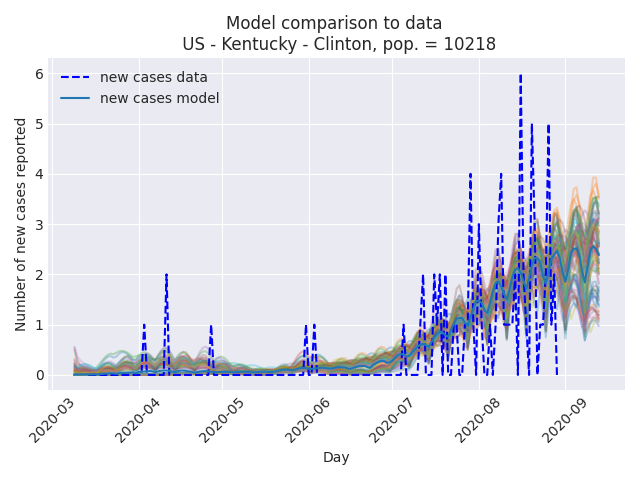 Model comparison to data
US - Kentucky - Clinton, pop. = 10218
new cases data
new cases model
Number of new cases reported
6
5
4
3
2
1
0
2020-03
2020-04
2020-05
2020-06
2020-07
2020-08
2020-09
Day